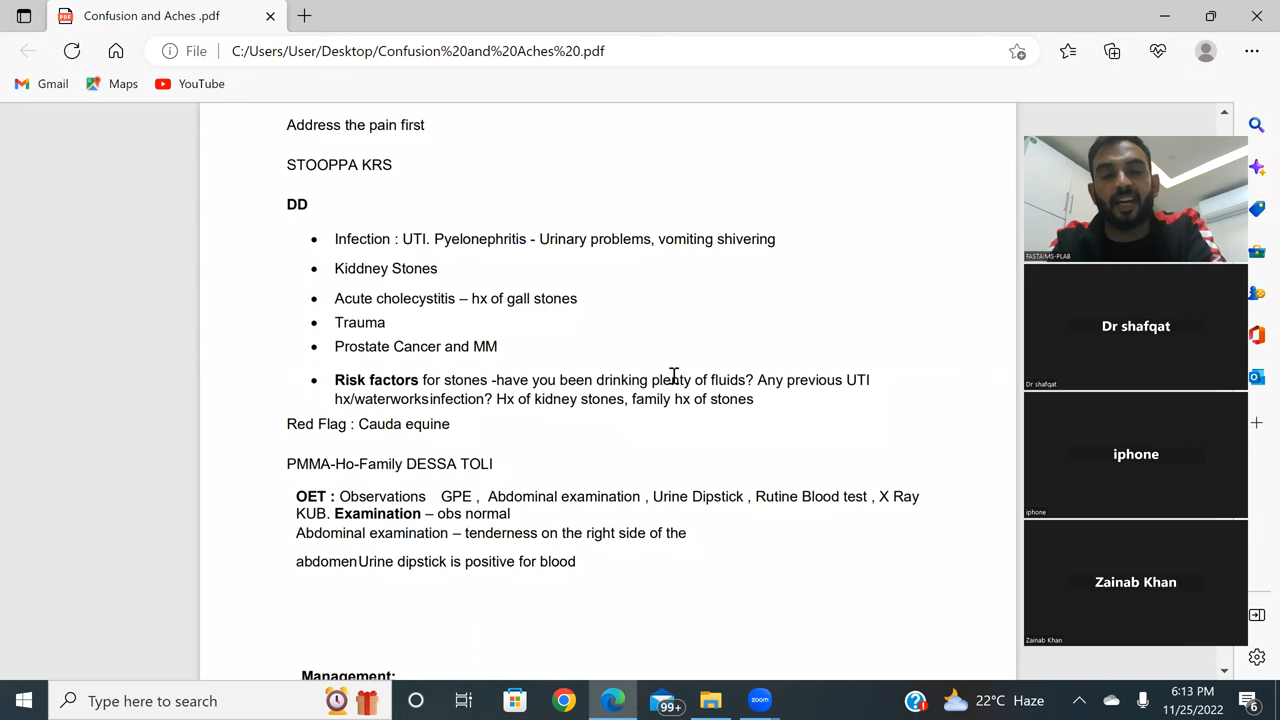 Confusion and Aches .pdf
File
C:/Users/User/Desktop/Confusion%20and%20Aches%20.pdf
Gmail
Maps
YouTube
Address the pain first
STOOPPA KRS
DD
• Infection : UTI. Pyelonephritis - Urinary problems, vomiting shivering
• Kiddney Stones
• Acute cholecystitis – hx of gall stones
• Trauma
• Prostate Cancer and MM
• Risk factors for stones -have you been drinking plenty of fluids? Any previous UTI
hx/waterworksinfection? Hx of kidney stones, family hx of stones
Red Flag : Cauda equine
PMMA-Ho-Family DESSA TOLI
OET : Observations GPE , Abdominal examination , Urine Dipstick , Rutine Blood test , X Ray
KUB. Examination – obs normal
Abdominal examination – tenderness on the right side of the
abdomenUrine dipstick is positive for blood
Management:
FASTAIMS-PLAB
Dr shafqat
Dr shafqat
iphone
iphone
Zainab Khan
Zainab Khan
Type here to search
99+
zoom
22°C Haze
6:13 PM
11/25/2022
6